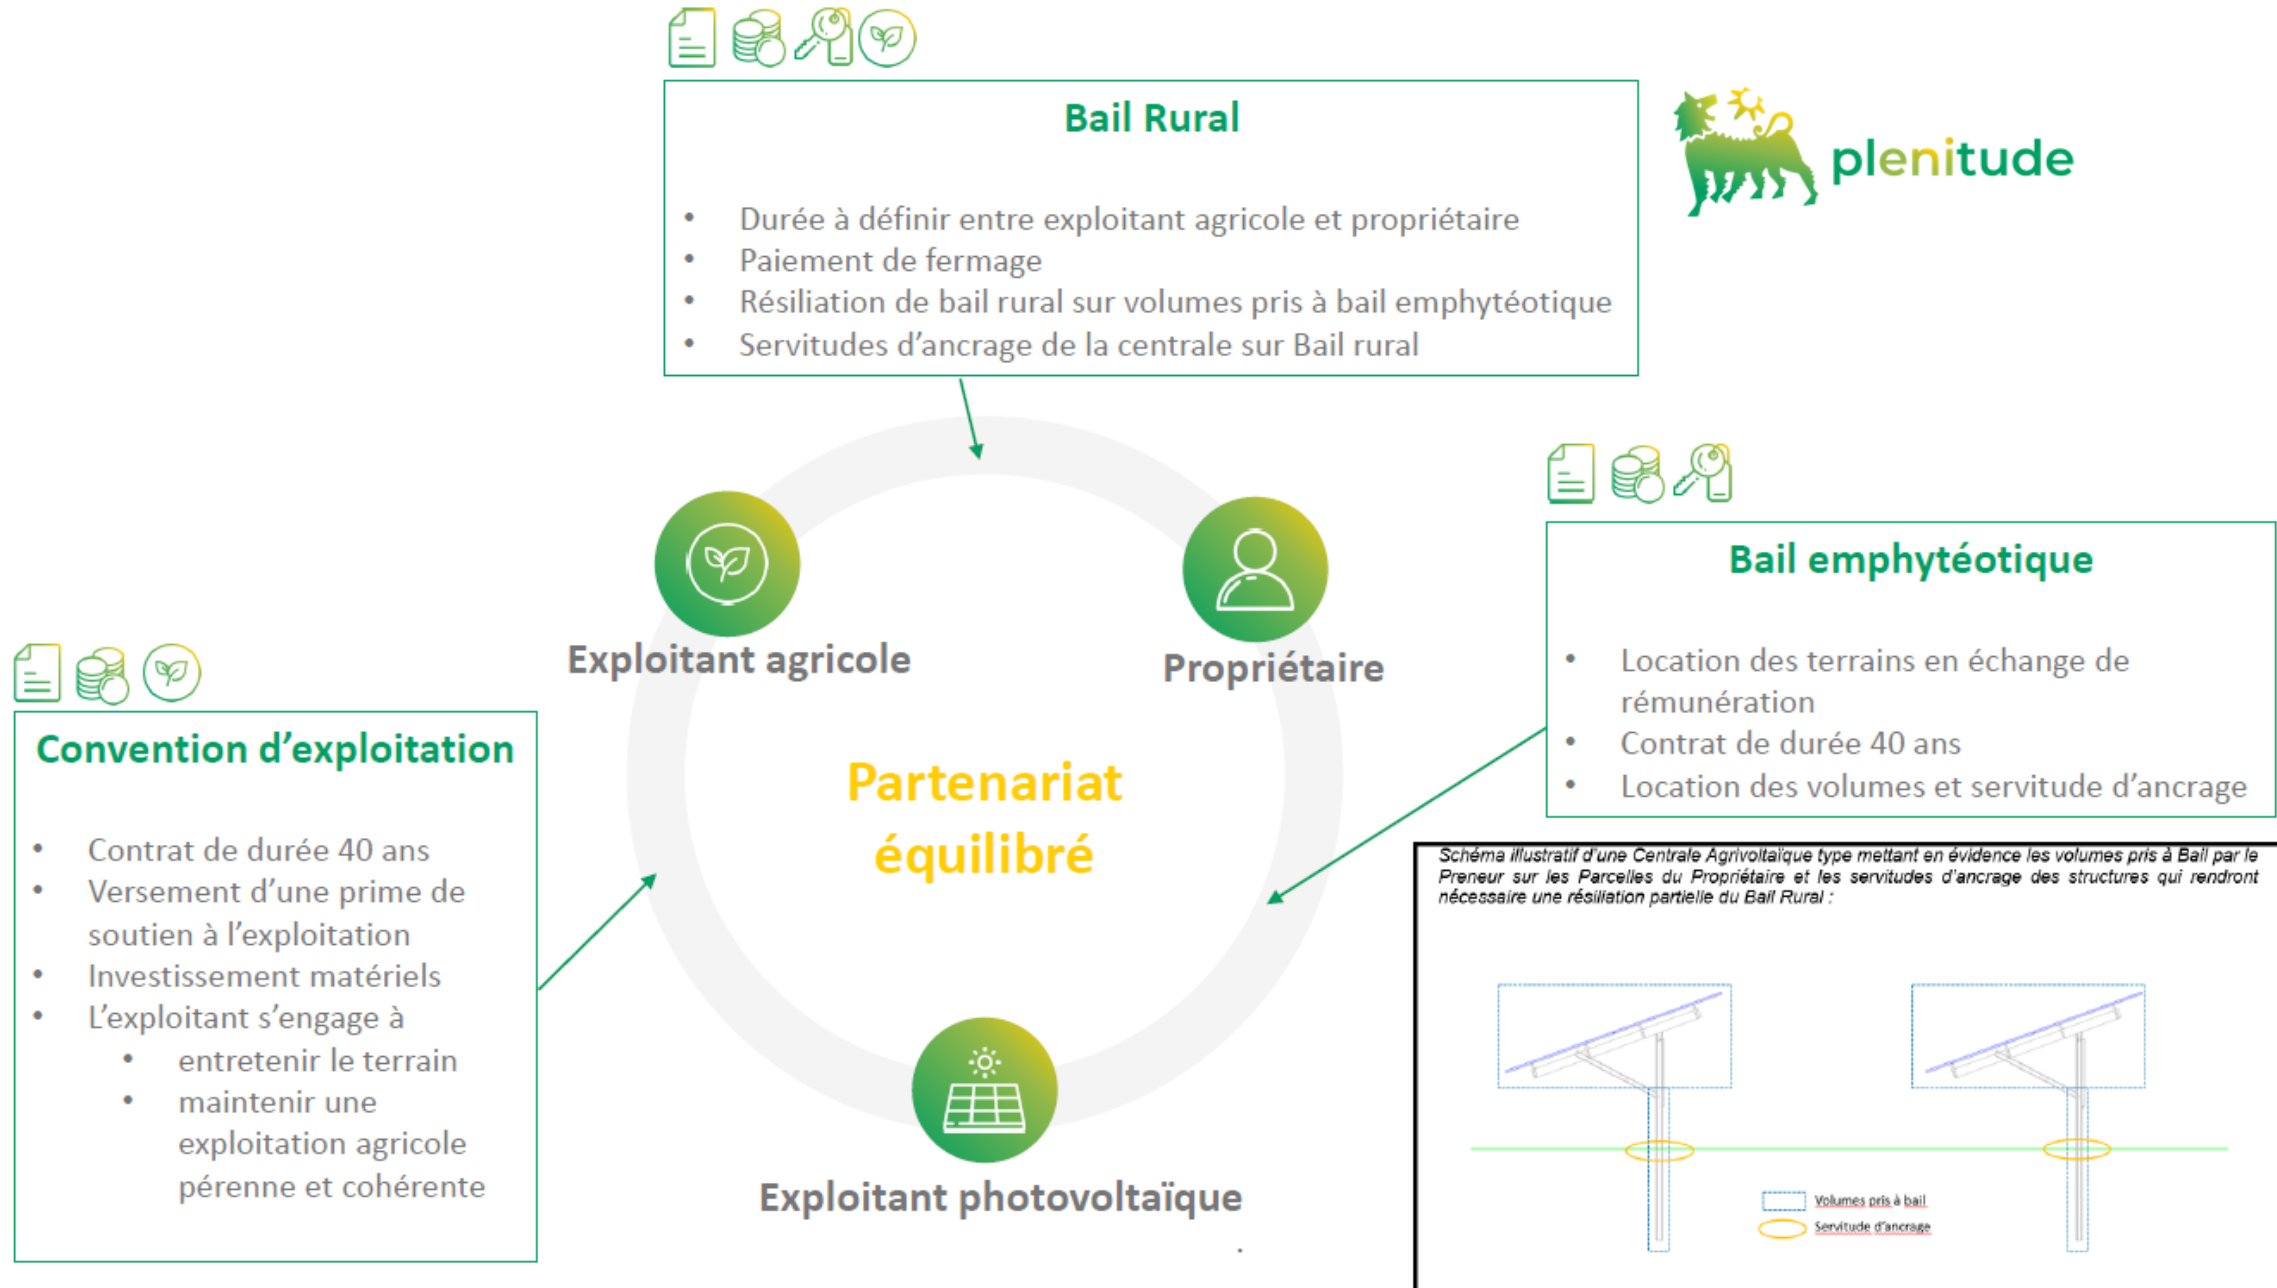 Bail Rural
• Durée à définir entre exploitant agricole et propriétaire
• Paiement de fermage
• Résiliation de bail rural sur volumes pris à bail emphytéotique
• Servitudes d'ancrage de la centrale sur Bail rural
plenitude
Exploitant agricole
Propriétaire
Partenariat
équilibré
Exploitant photovoltaïque
.
Bail emphytéotique
• Location des terrains en échange de
rémunération
• Contrat de durée 40 ans
• Location des volumes et servitude d'ancrage
Convention d'exploitation
• Contrat de durée 40 ans
• Versement d'une prime de
soutien à l'exploitation
• Investissement matériels
• L'exploitant s'engage à
• entretenir le terrain
• maintenir une
exploitation agricole
pérenne et cohérente
Schéma illustratif d'une Centrale Agrivoltaïque type mettant en évidence les volumes pris à Bail par le
Preneur sur les Parcelles du Propriétaire et les servitudes d'ancrage des structures qui rendront
nécessaire une résiliation partielle du Bail Rural :
Volumes pris à bail
Servitude d'ancrage